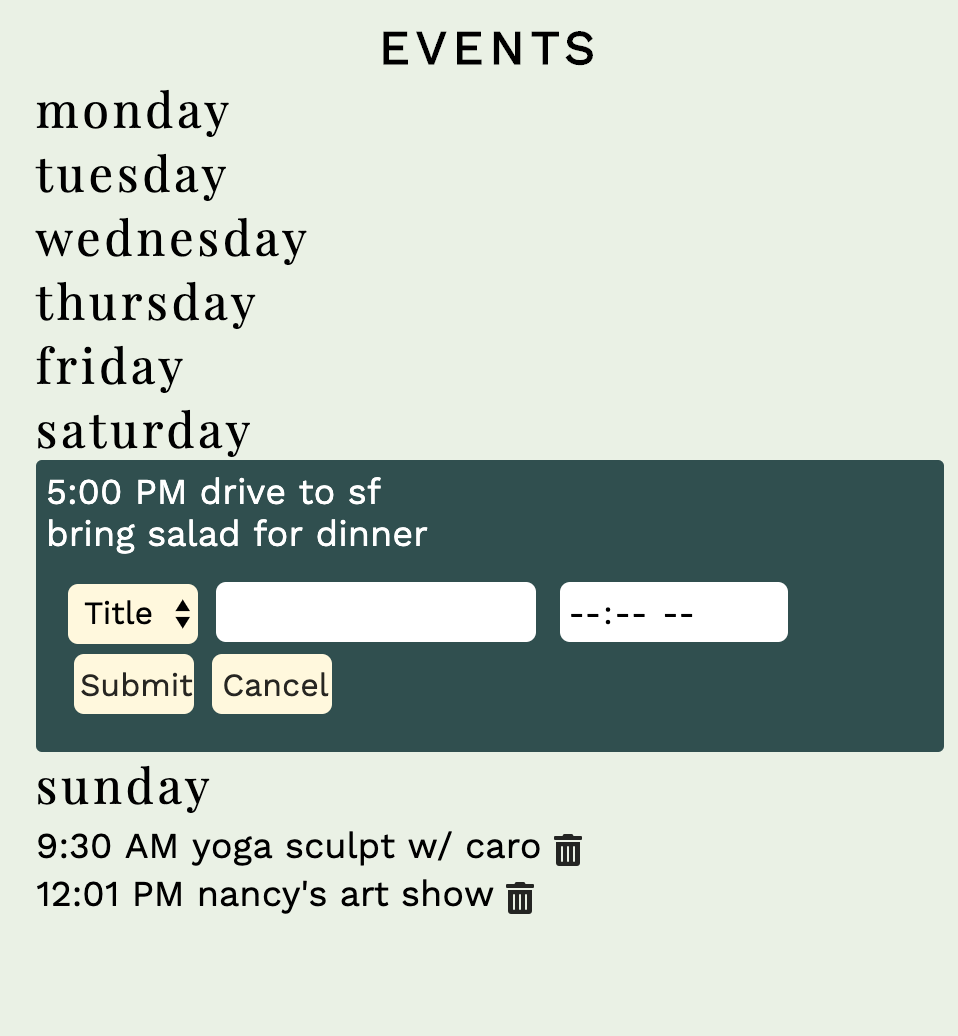 EVENTS
monday
tuesday
wednesday
thursday
friday
saturday
5:00 PM drive to sf
bring salad for dinner
Title --:-- --
Submit Cancel
sunday
9:30 AM yoga sculpt w/ caro
12:01 PM nancy's art show